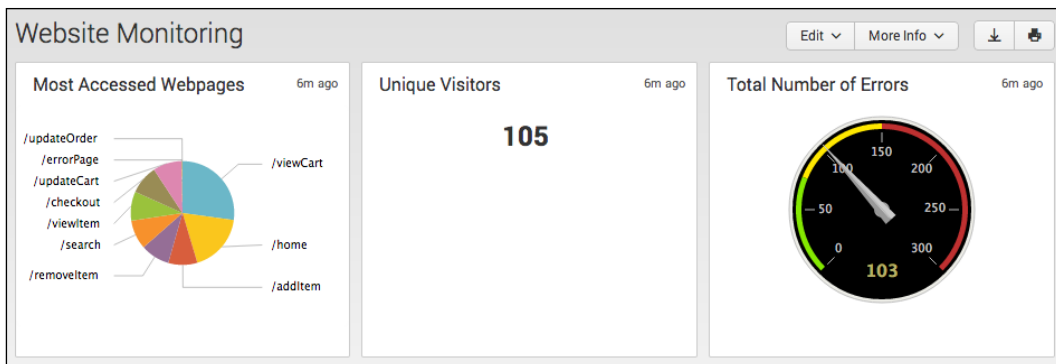 Website Monitoring
Edit
More Info
Most Accessed Webpages
6m ago
/updateOrder
/errorPage
/updateCart
/checkout
/viewItem
/search
/removeItem
/viewCart
/home
/addItem
Unique Visitors
6m ago
105
Total Number of Errors
6m ago
0
50
100
150
200
250
300
103